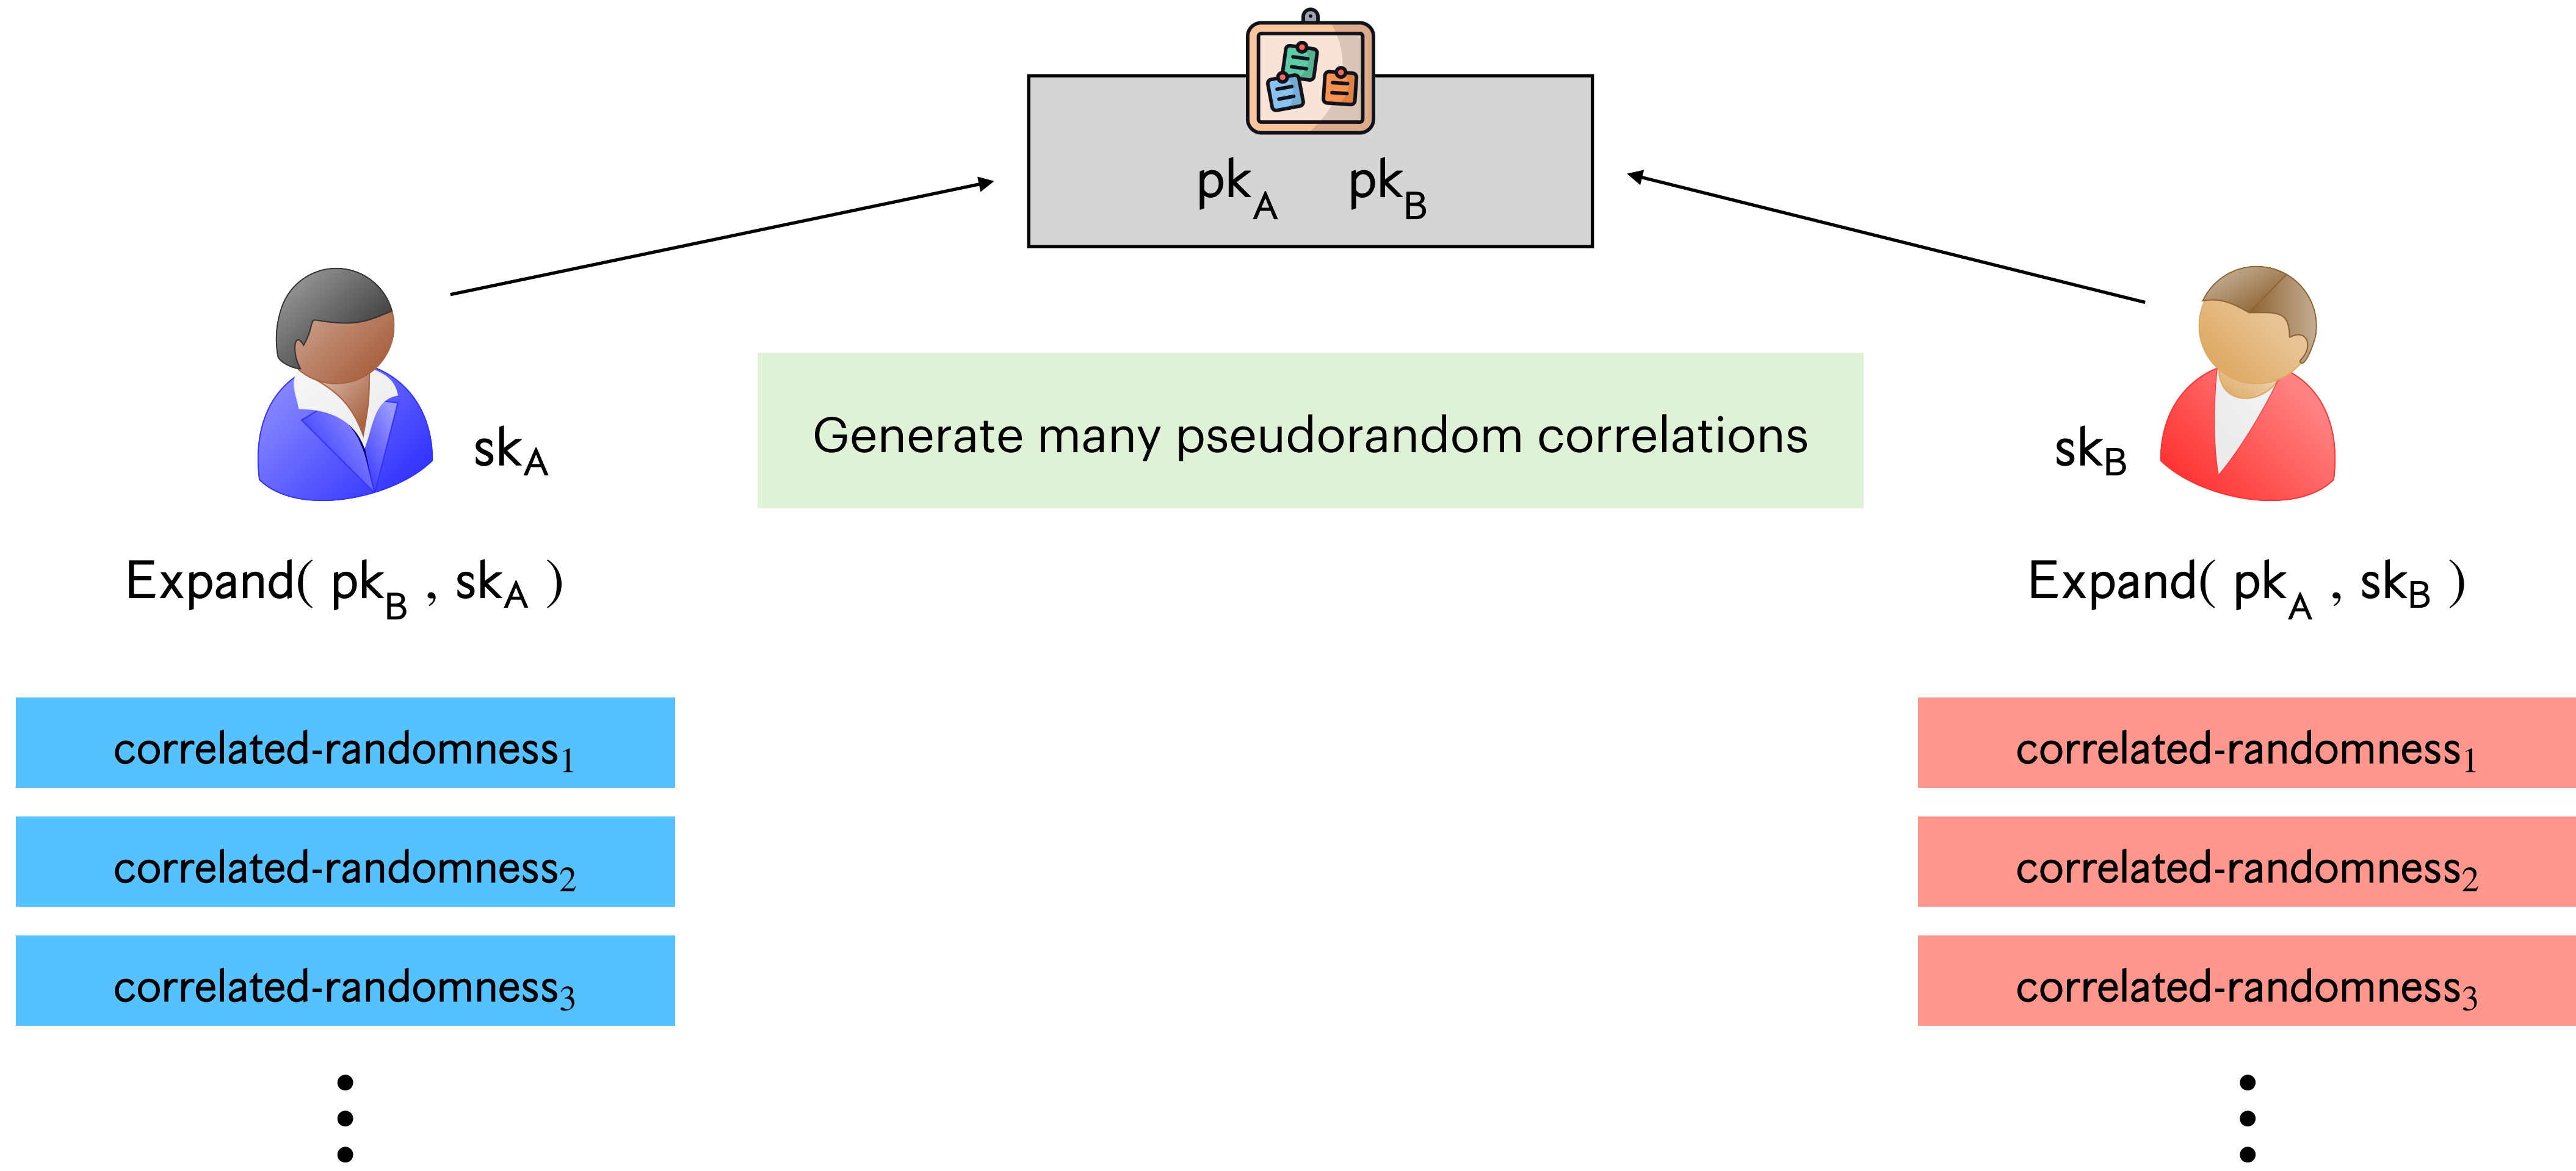 pk_A pk_B
sk_A
Generate many pseudorandom correlations
sk_B
Expand( pk_B , sk_A )
Expand( pk_A , sk_B )
correlated-randomness_1
correlated-randomness_1
correlated-randomness_2
correlated-randomness_2
correlated-randomness_3
correlated-randomness_3